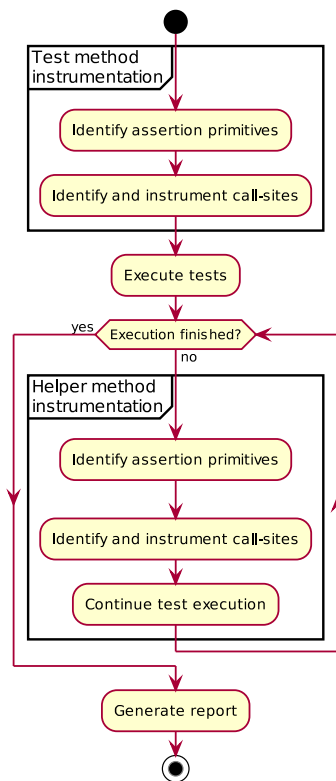 Test method
instrumentation
Identify assertion primitives
Identify and instrument call-sites
Execute tests
yes
Execution finished?
no
Helper method
instrumentation
Identify assertion primitives
Identify and instrument call-sites
Continue test execution
Generate report